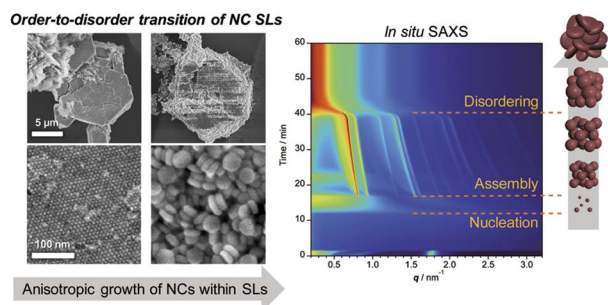 Order-to-disorder transition of NC SLs
5 μm
100 nm
Anisotropic growth of NCs within SLs
In situ SAXS
60
50
40
30
20
10
0
Time / min
Disordering
Assembly
Nucleation
0.5
1.0
1.5
2.0
2.5
3.0
q / nm⁻¹